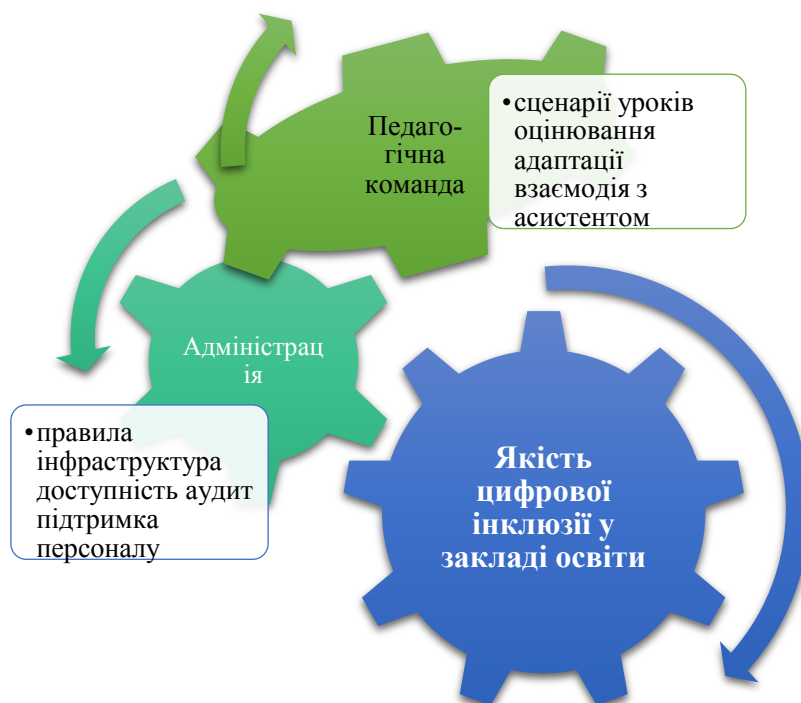 Педаго-
гічна
команда
•сценарії уроків
оцінювання
адаптації
взаємодія з
асистентом
Адміністрац
ія
•правила
інфраструктура
доступність аудит
підтримка
персоналу
Якість
цифрової
інклюзії у
закладі освіти